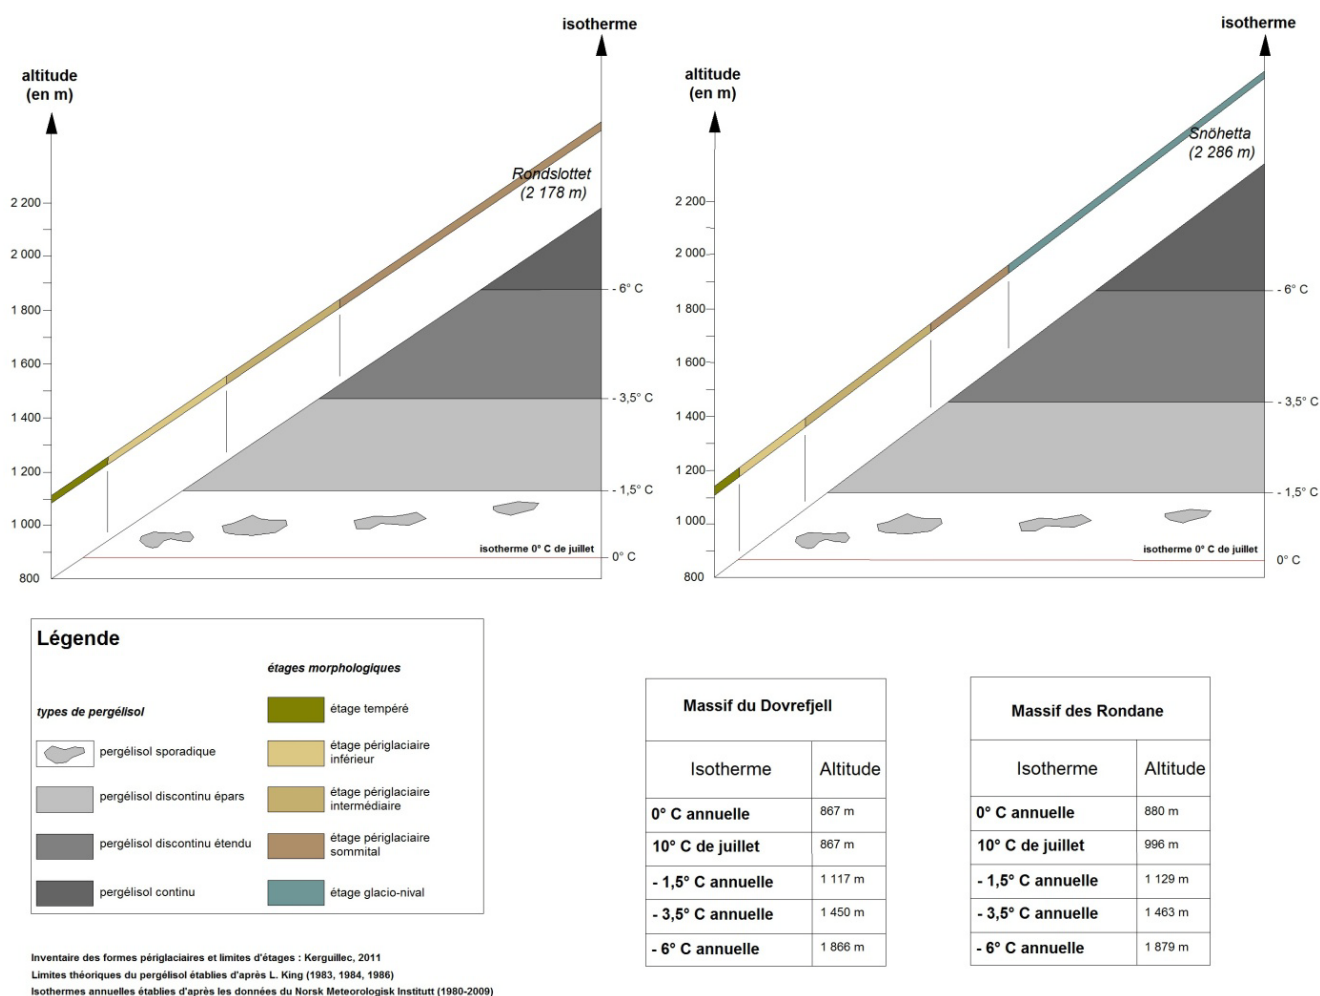 isotherme
altitude
(en m)
Rondslottet
(2 178 m)
2 200
2 000
1 800
1 600
1 400
1 200
1 000
800
- 6° C
- 3,5° C
- 1,5° C
0° C
isotherme 0° C de juillet
isotherme
altitude
(en m)
Snöhetta
(2 286 m)
2 200
2 000
1 800
1 600
1 400
1 200
1 000
800
- 6° C
- 3,5° C
- 1,5° C
0° C
isotherme 0° C de juillet
Légende
types de pergélisol
pergélisol sporadique
pergélisol discontinu épars
pergélisol discontinu étendu
pergélisol continu
étages morphologiques
étage tempéré
étage périglaciaire
inférieur
étage périglaciaire
intermédiaire
étage périglaciaire
sommital
étage glacio-nival
Massif du Dovrefjell
Isotherme Altitude
0° C annuelle 867 m
10° C de juillet 867 m
- 1,5° C annuelle 1 117 m
- 3,5° C annuelle 1 450 m
- 6° C annuelle 1 866 m
Massif des Rondane
Isotherme Altitude
0° C annuelle 880 m
10° C de juillet 996 m
- 1,5° C annuelle 1 129 m
- 3,5° C annuelle 1 463 m
- 6° C annuelle 1 879 m
Inventaire des formes périglaciaires et limites d'étages : Kerguillec, 2011
Limites théoriques du pergélisol établies d'après L. King (1983, 1984, 1986)
Isothermes annuelles établies d'après les données du Norsk Meteorologisk Institutt (1980-2009)